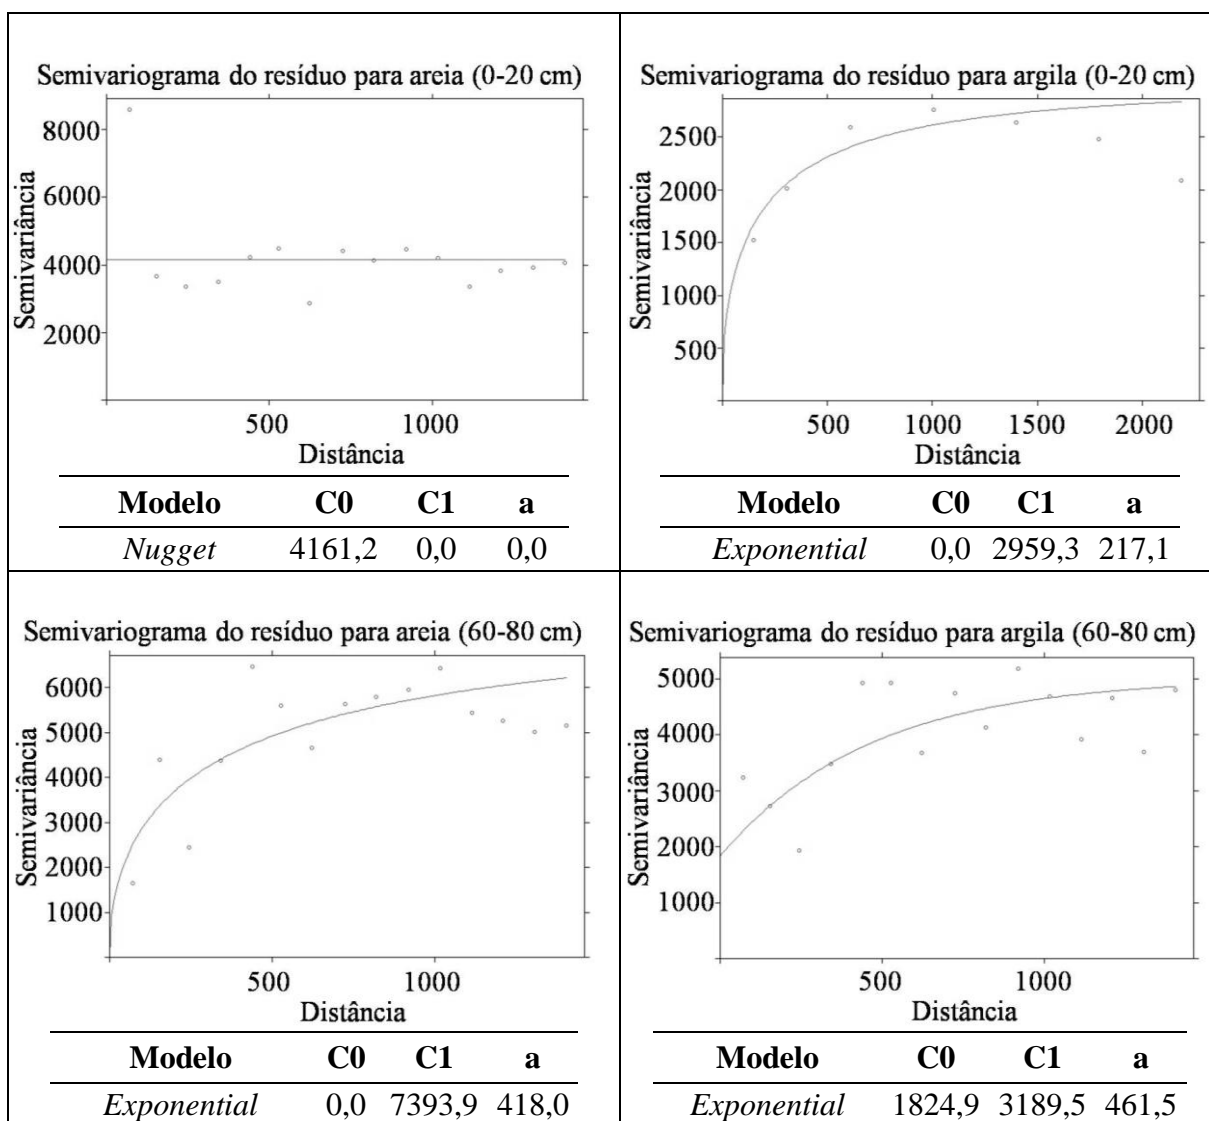 Semivariograma do resíduo para areia (0-20 cm)
8000
6000
4000
2000
Semivariância
500 1000
Distância
Modelo C0 C1 a
Nugget 4161,2 0,0 0,0
Semivariograma do resíduo para argila (0-20 cm)
2500
2000
1500
1000
500
Semivariância
500 1000 1500 2000
Distância
Modelo C0 C1 a
Exponential 0,0 2959,3 217,1
Semivariograma do resíduo para areia (60-80 cm)
6000
5000
4000
3000
2000
1000
Semivariância
500 1000
Distância
Modelo C0 C1 a
Exponential 0,0 7393,9 418,0
Semivariograma do resíduo para argila (60-80 cm)
5000
4000
3000
2000
1000
Semivariância
500 1000
Distância
Modelo C0 C1 a
Exponential 1824,9 3189,5 461,5